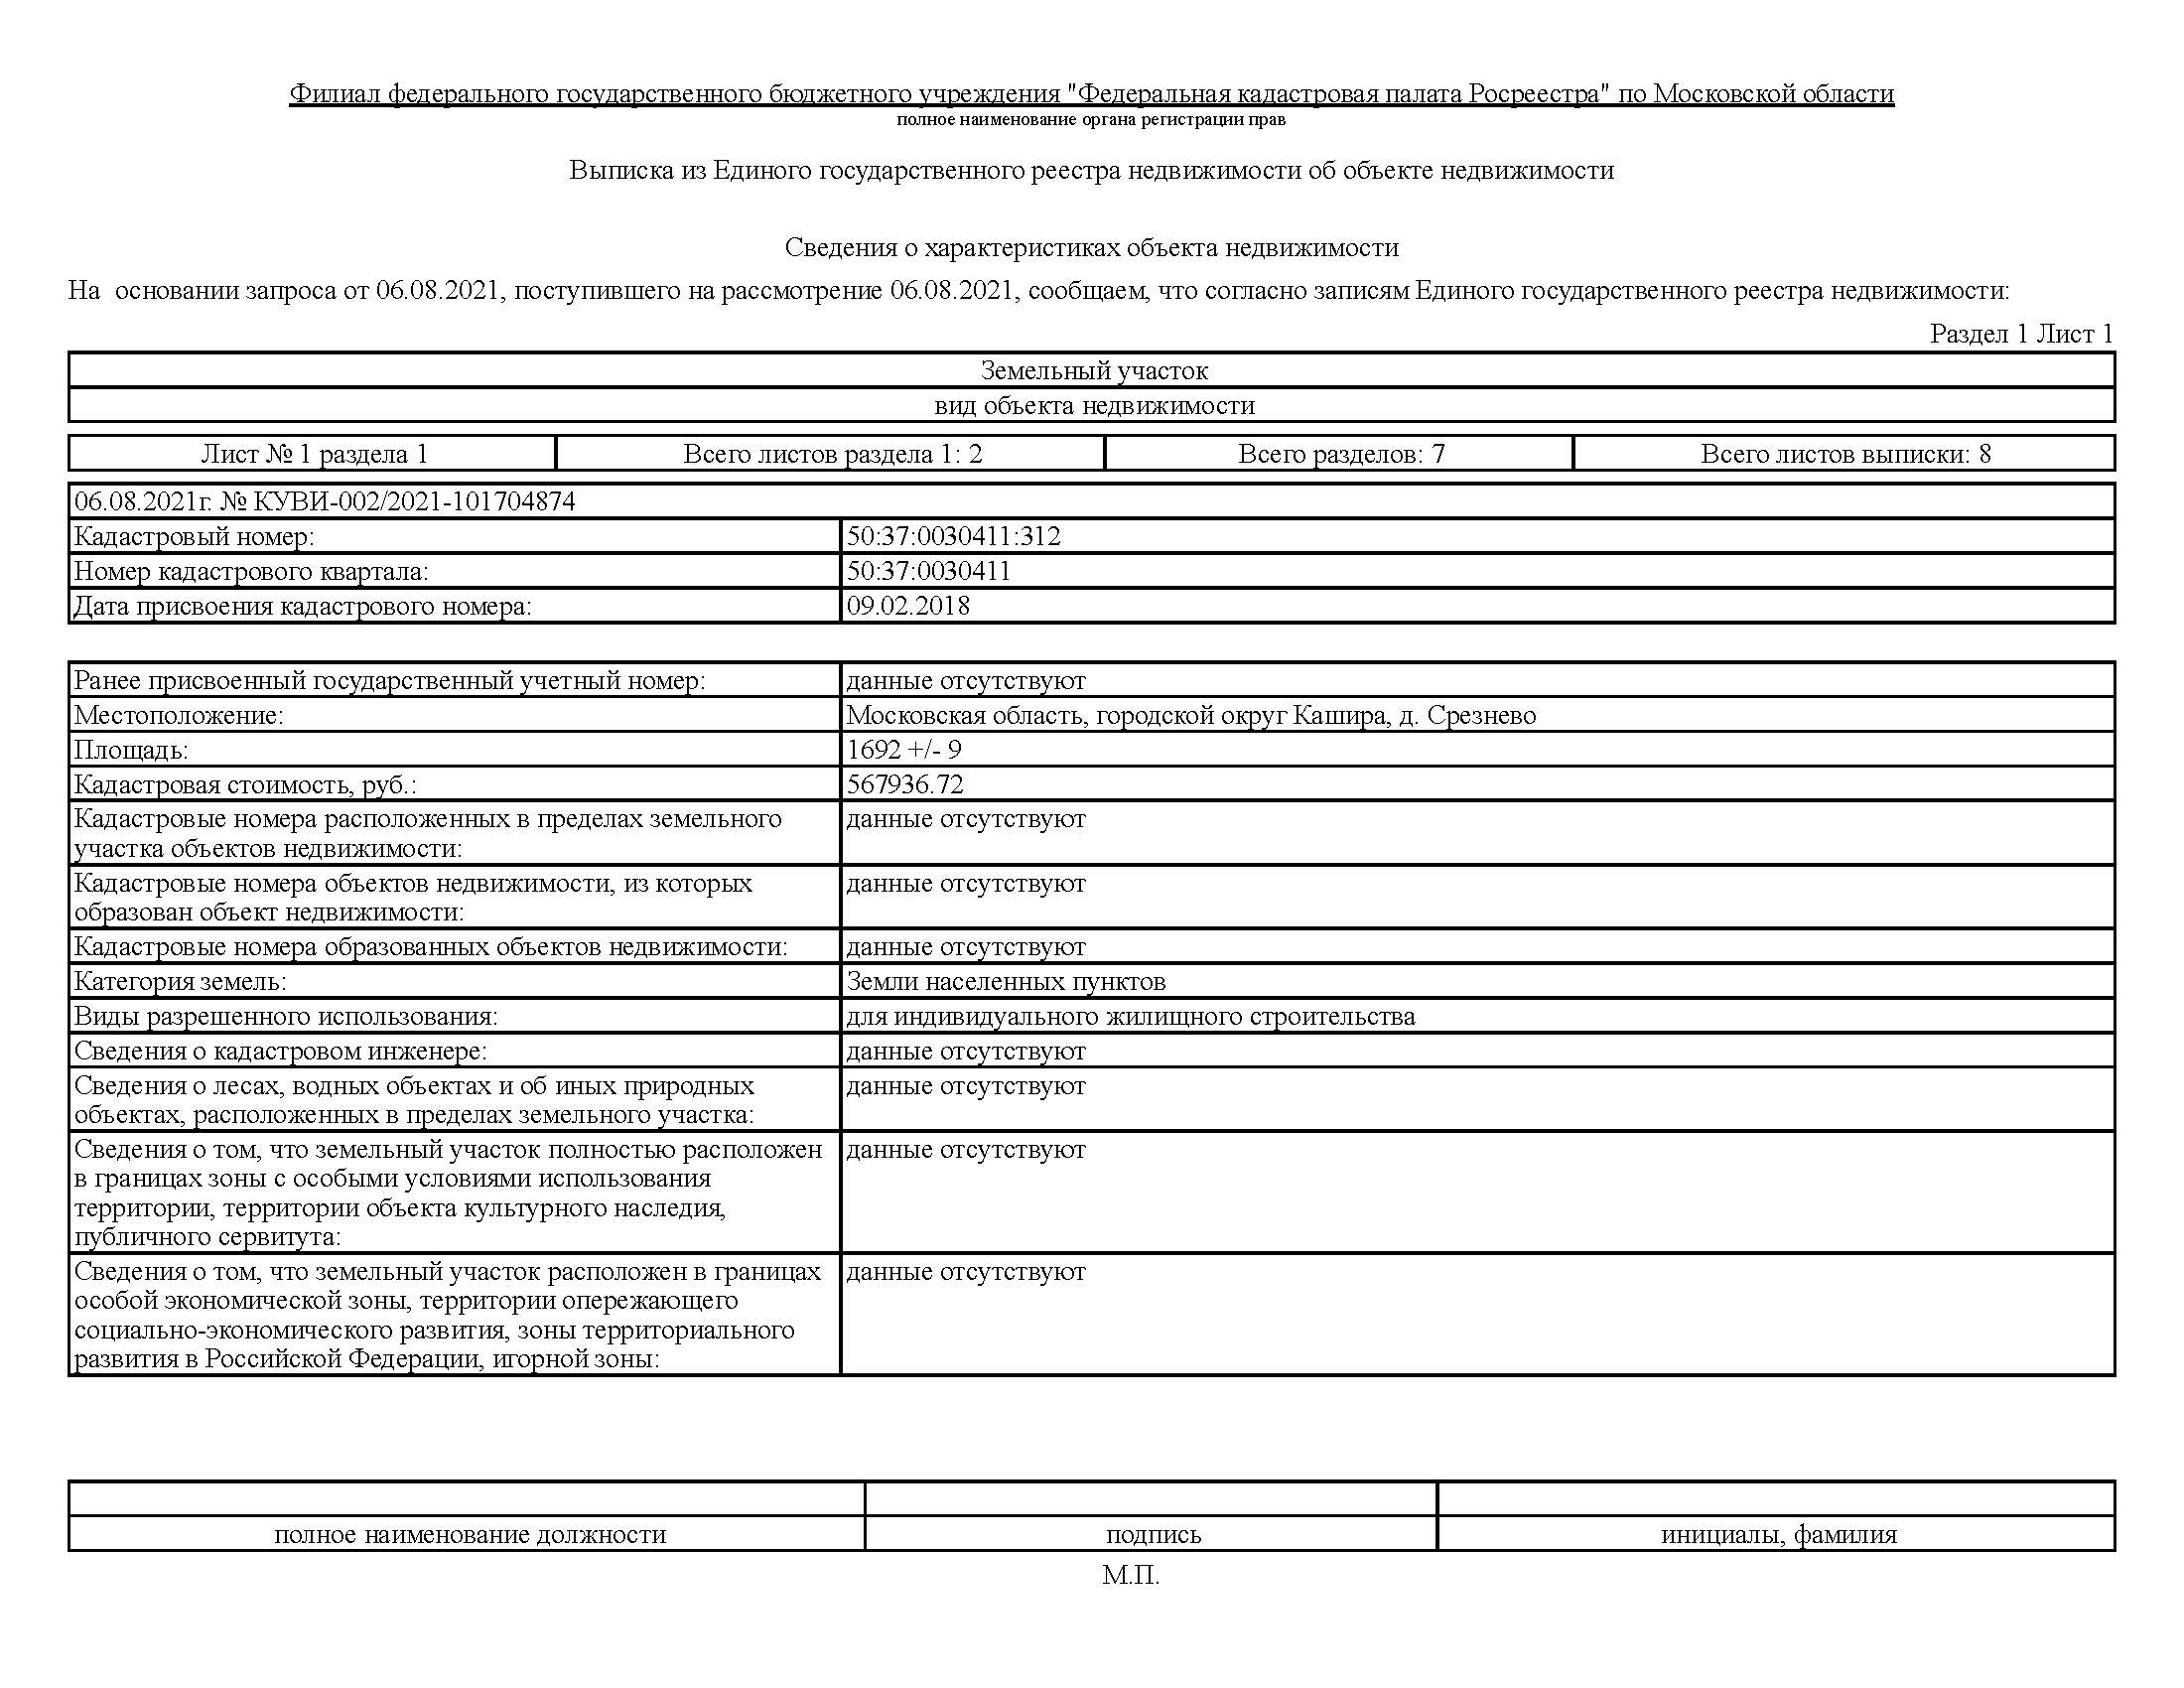 Филиал федерального государственного бюджетного учреждения "Федеральная кадастровая палата Росреестра" по Московской области
полное наименование органа регистрации прав
Выписка из Единого государственного реестра недвижимости об объекте недвижимости
Сведения о характеристиках объекта недвижимости
На основании запроса от 06.08.2021, поступившего на рассмотрение 06.08.2021, сообщаем, что согласно записям Единого государственного реестра недвижимости:
Раздел 1 Лист 1
Земельный участок
вид объекта недвижимости
Лист № 1 раздела 1 Всего листов раздела 1: 2 Всего разделов: 7 Всего листов выписки: 8
06.08.2021г. № КУВИ-002/2021-101704874
Кадастровый номер: 50:37:0030411:312
Номер кадастрового квартала: 50:37:0030411
Дата присвоения кадастрового номера: 09.02.2018
Ранее присвоенный государственный учетный номер: данные отсутствуют
Местоположение: Московская область, городской округ Кашира, д. Срезнево
Площадь: 1692 +/- 9
Кадастровая стоимость, руб.: 567936.72
Кадастровые номера расположенных в пределах земельного данные отсутствуют
участка объектов недвижимости:
Кадастровые номера объектов недвижимости, из которых данные отсутствуют
образован объект недвижимости:
Кадастровые номера образованных объектов недвижимости: данные отсутствуют
Категория земель: Земли населенных пунктов
Виды разрешенного использования: для индивидуального жилищного строительства
Сведения о кадастровом инженере: данные отсутствуют
Сведения о лесах, водных объектах и об иных природных данные отсутствуют
объектах, расположенных в пределах земельного участка:
Сведения о том, что земельный участок полностью расположен данные отсутствуют
в границах зоны с особыми условиями использования
территории, территории объекта культурного наследия,
публичного сервитута:
Сведения о том, что земельный участок расположен в границах данные отсутствуют
особой экономической зоны, территории опережающего
социально-экономического развития, зоны территориального
развития в Российской Федерации, игорной зоны:
полное наименование должности подпись инициалы, фамилия
М.П.